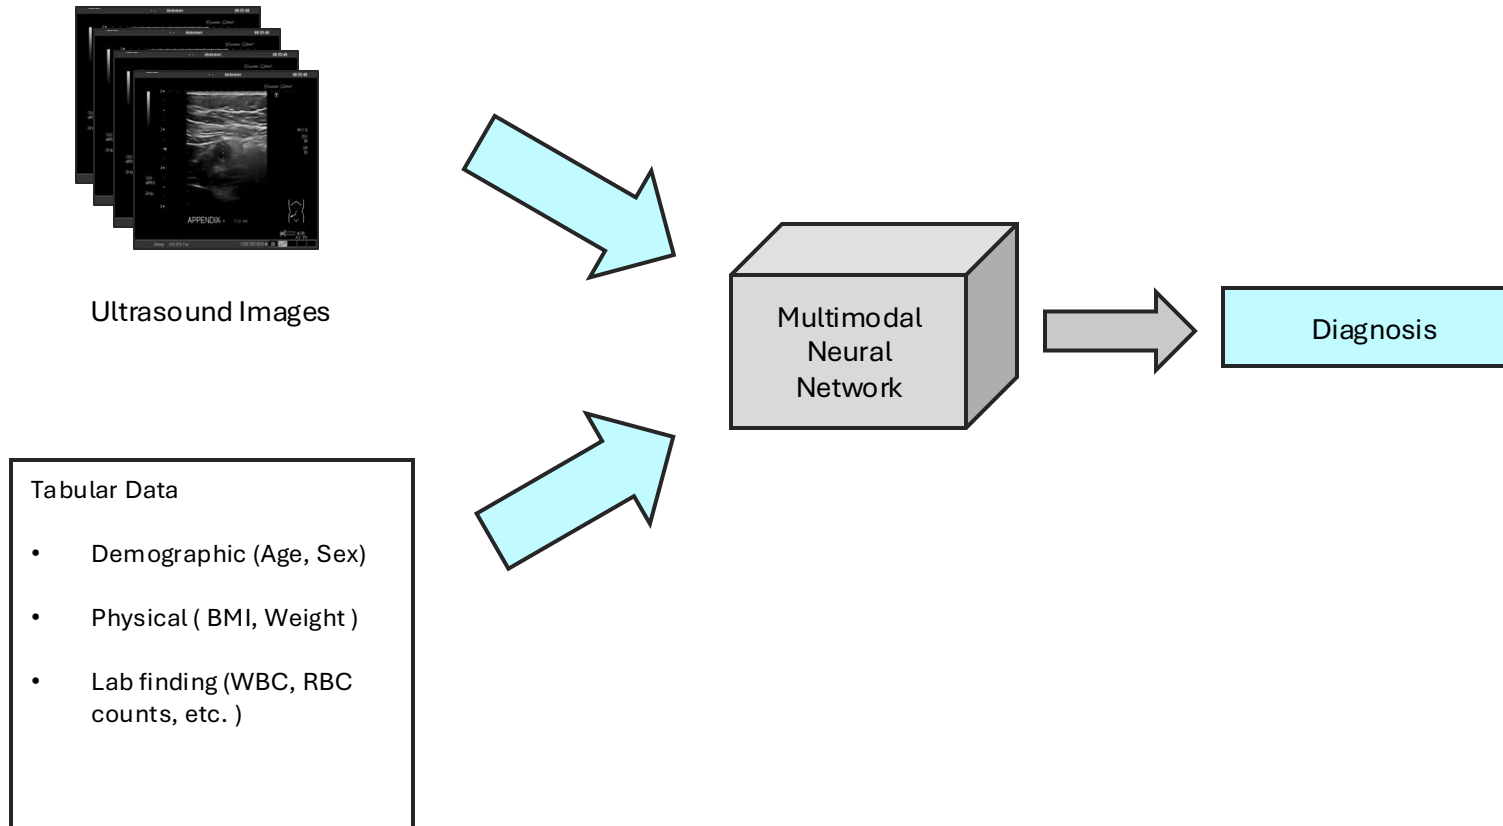 Abdomen
APPENDIX
Ultrasound Images
Multimodal
Neural
Network
Diagnosis
Tabular Data
• Demographic (Age, Sex)
• Physical ( BMI, Weight )
• Lab finding (WBC, RBC
counts, etc. )